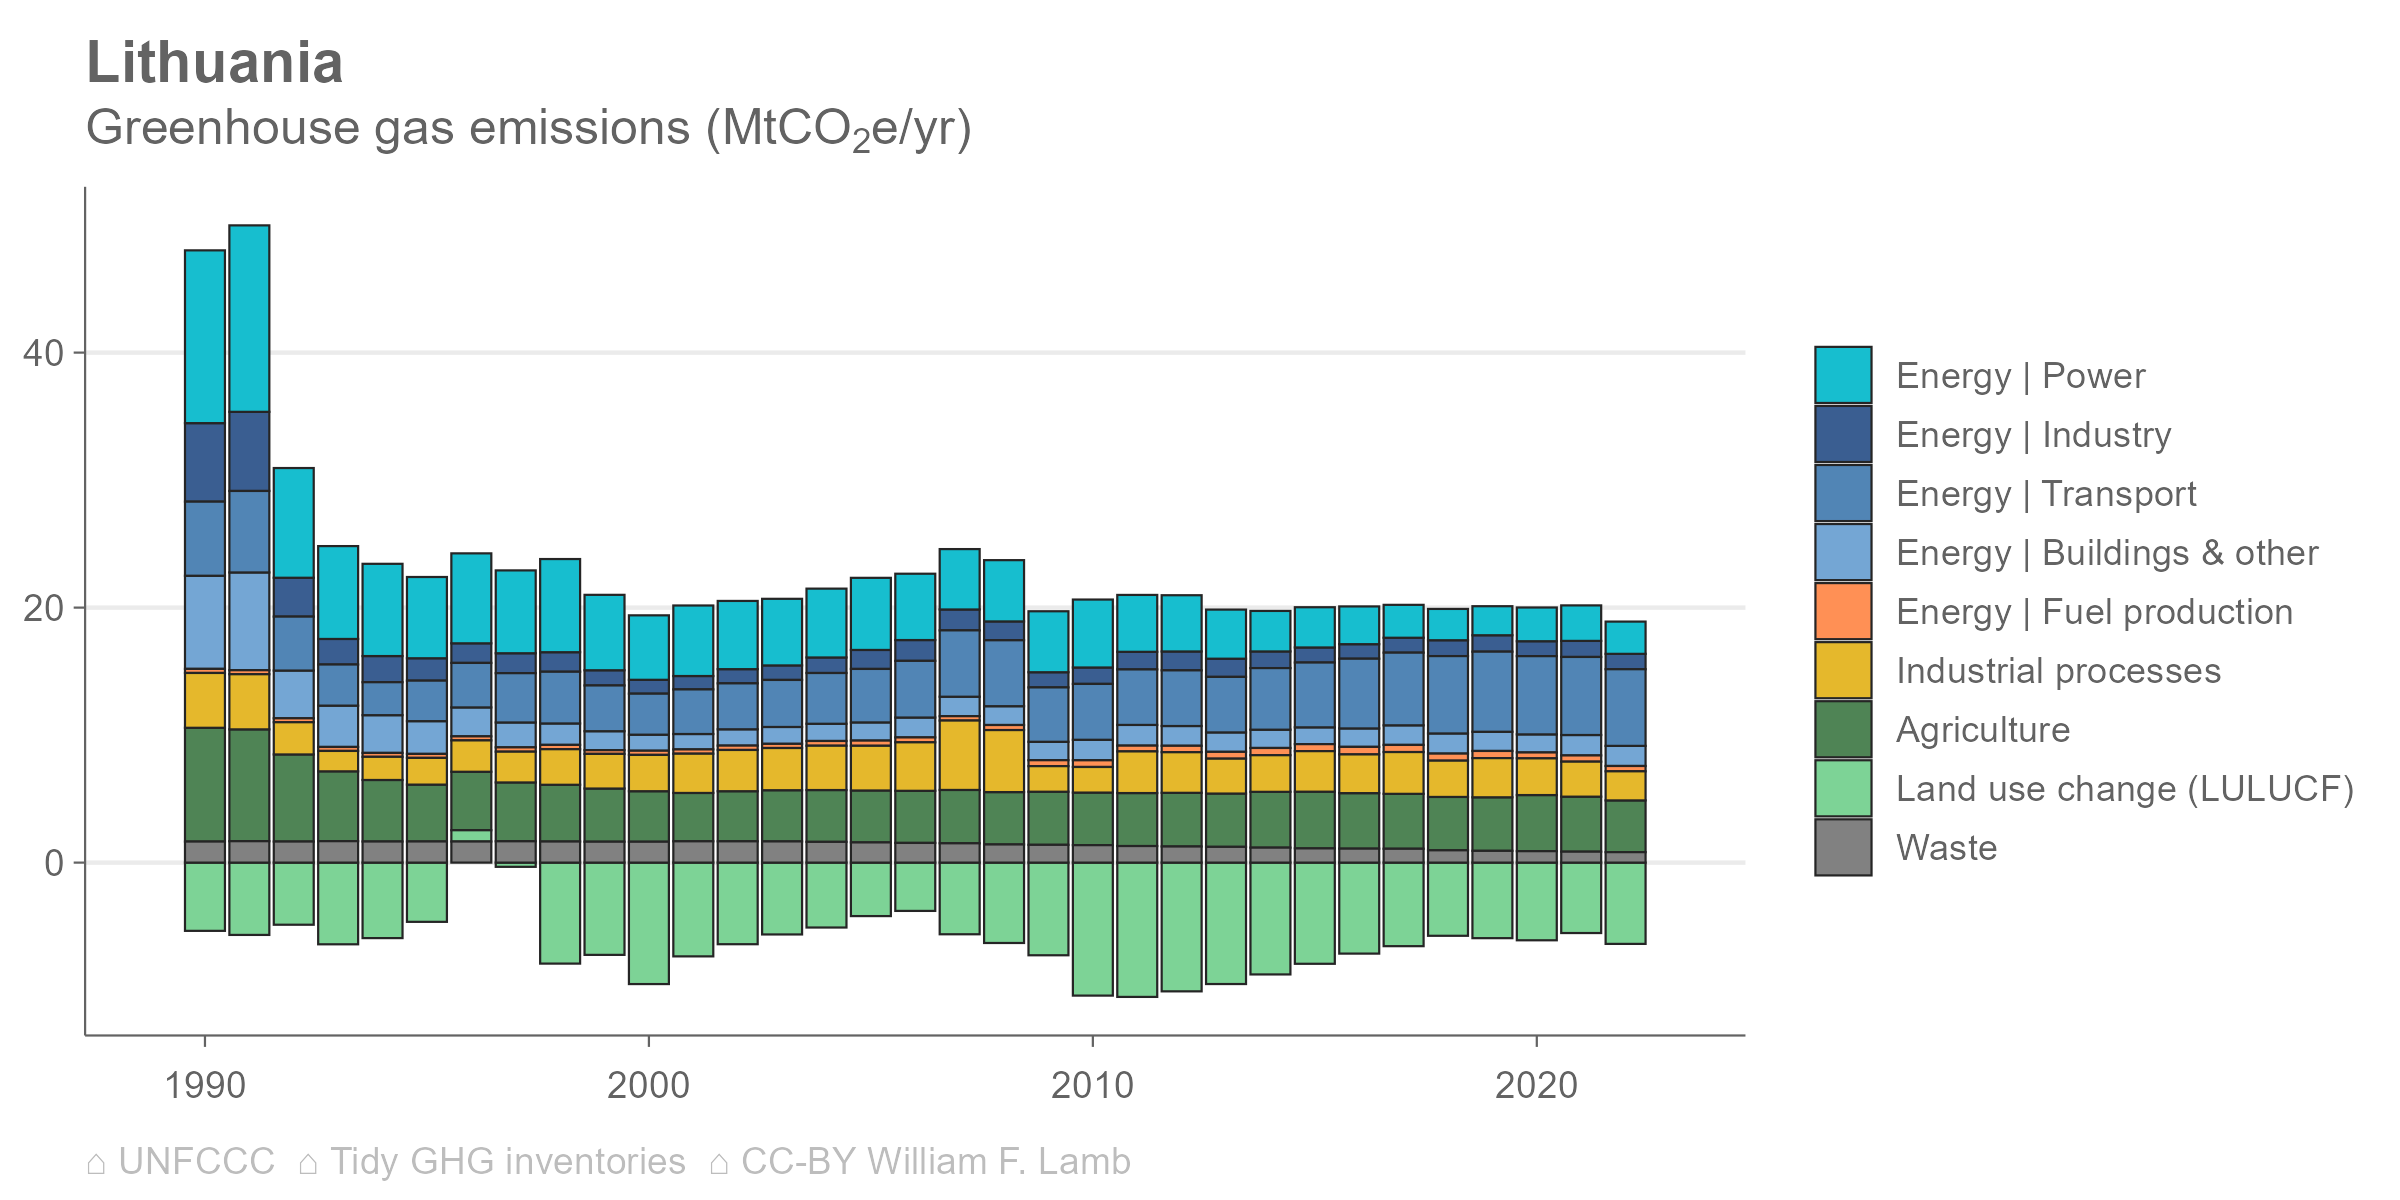 Lithuania
Greenhouse gas emissions (MtCO₂e/yr)
40
20
0
1990 2000 2010 2020
Energy | Power
Energy | Industry
Energy | Transport
Energy | Buildings & other
Energy | Fuel production
Industrial processes
Agriculture
Land use change (LULUCF)
Waste
⌂ UNFCCC ⌂ Tidy GHG inventories ⌂ CC-BY William F. Lamb